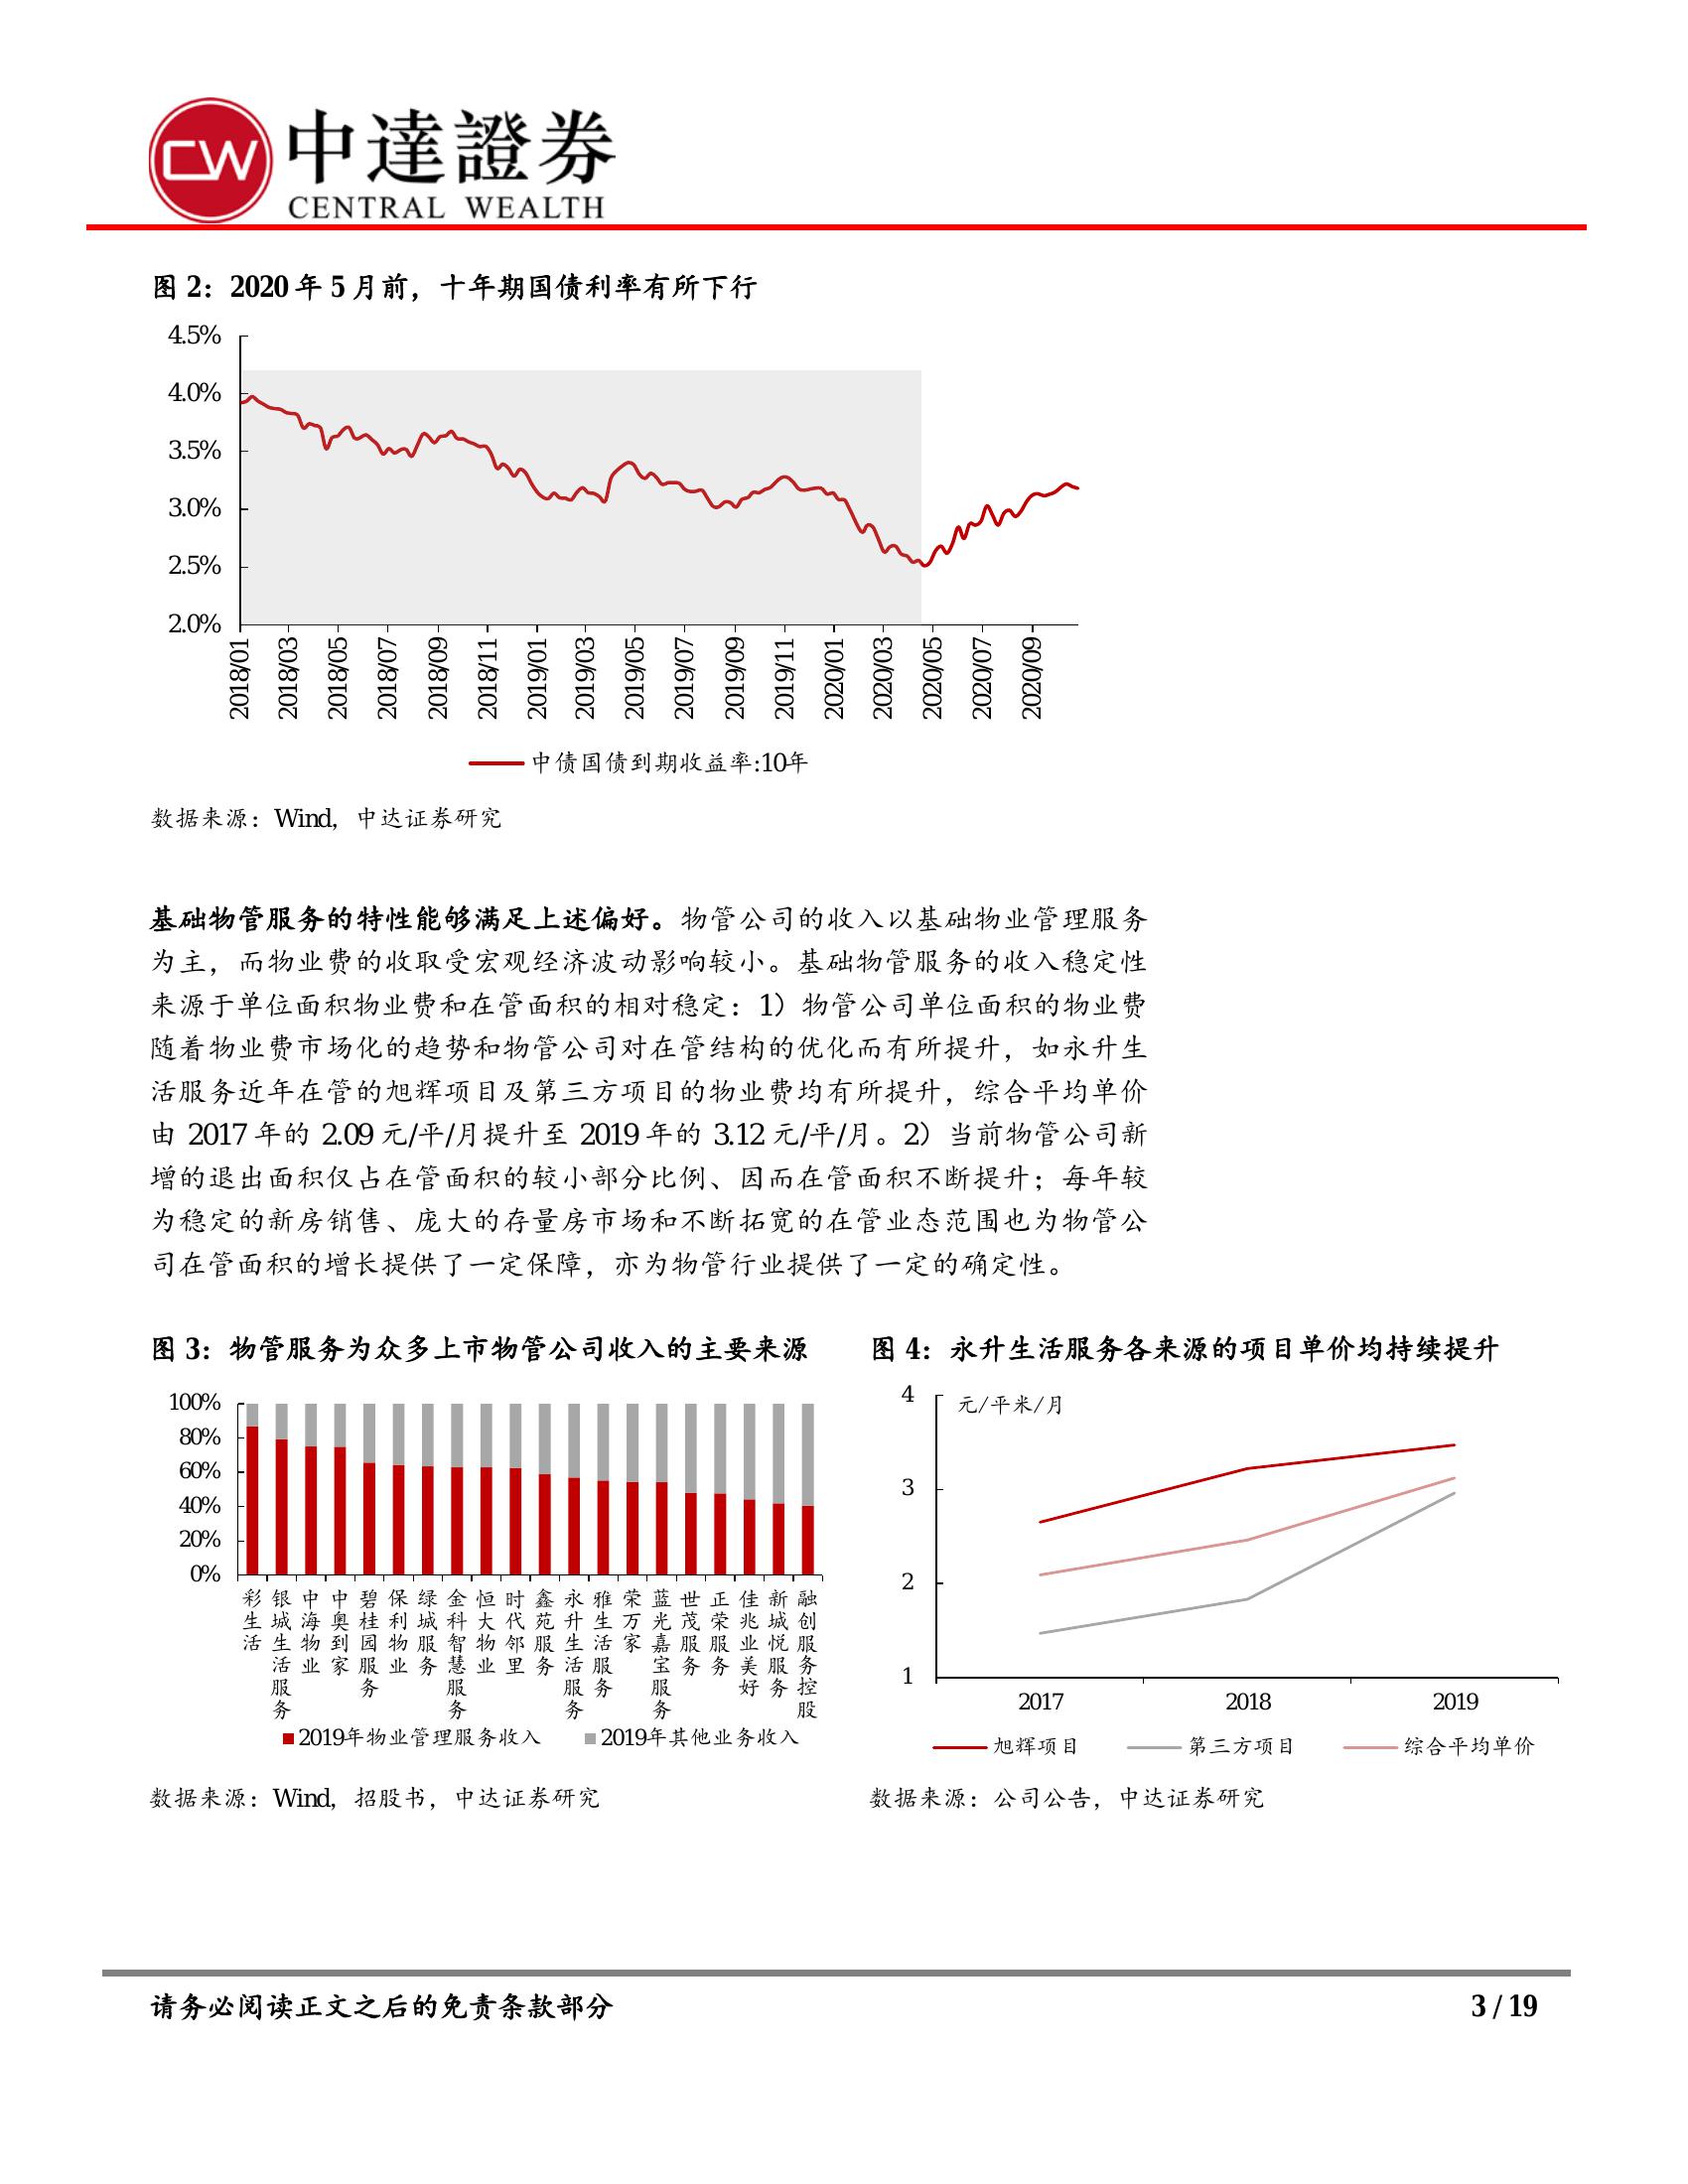 CW 中達證券
CENTRAL WEALTH
图 2：2020 年 5 月前，十年期国债利率有所下行
4.5%
4.0%
3.5%
3.0%
2.5%
2.0%
2018/01
2018/03
2018/05
2018/07
2018/09
2018/11
2019/01
2019/03
2019/05
2019/07
2019/09
2019/11
2020/01
2020/03
2020/05
2020/07
2020/09
中债国债到期收益率:10年
数据来源：Wind，中达证券研究
基础物管服务的特性能够满足上述偏好。物管公司的收入以基础物业管理服务
为主，而物业费的收取受宏观经济波动影响较小。基础物管服务的收入稳定性
来源于单位面积物业费和在管面积的相对稳定：1）物管公司单位面积的物业费
随着物业费市场化的趋势和物管公司对在管结构的优化而有所提升，如永升生
活服务近年在管的旭辉项目及第三方项目的物业费均有所提升，综合平均单价
由 2017 年的 2.09 元/平/月提升至 2019 年的 3.12 元/平/月。2）当前物管公司新
增的退出面积仅占在管面积的较小部分比例、因而在管面积不断提升；每年较
为稳定的新房销售、庞大的存量房市场和不断拓宽的在管业态范围也为物管公
司在管面积的增长提供了一定保障，亦为物管行业提供了一定的确定性。
图 3：物管服务为众多上市物管公司收入的主要来源
100%
80%
60%
40%
20%
0%
彩生活
银城生活服务
中海物业
中奥到家
碧桂园服务
保利物业
绿城服务
金科智慧服务
恒大物业
时代邻里
鑫苑服务
永升生活服务
雅生活服务
荣万家
蓝光嘉宝服务
世茂服务
正荣服务
佳兆业美好
新城悦服务
融创服务控股
2019年物业管理服务收入 2019年其他业务收入
数据来源：Wind，招股书，中达证券研究
图 4：永升生活服务各来源的项目单价均持续提升
元/平米/月
4
3
2
1
2017 2018 2019
旭辉项目 第三方项目 综合平均单价
数据来源：公司公告，中达证券研究
请务必阅读正文之后的免责条款部分 3 / 19